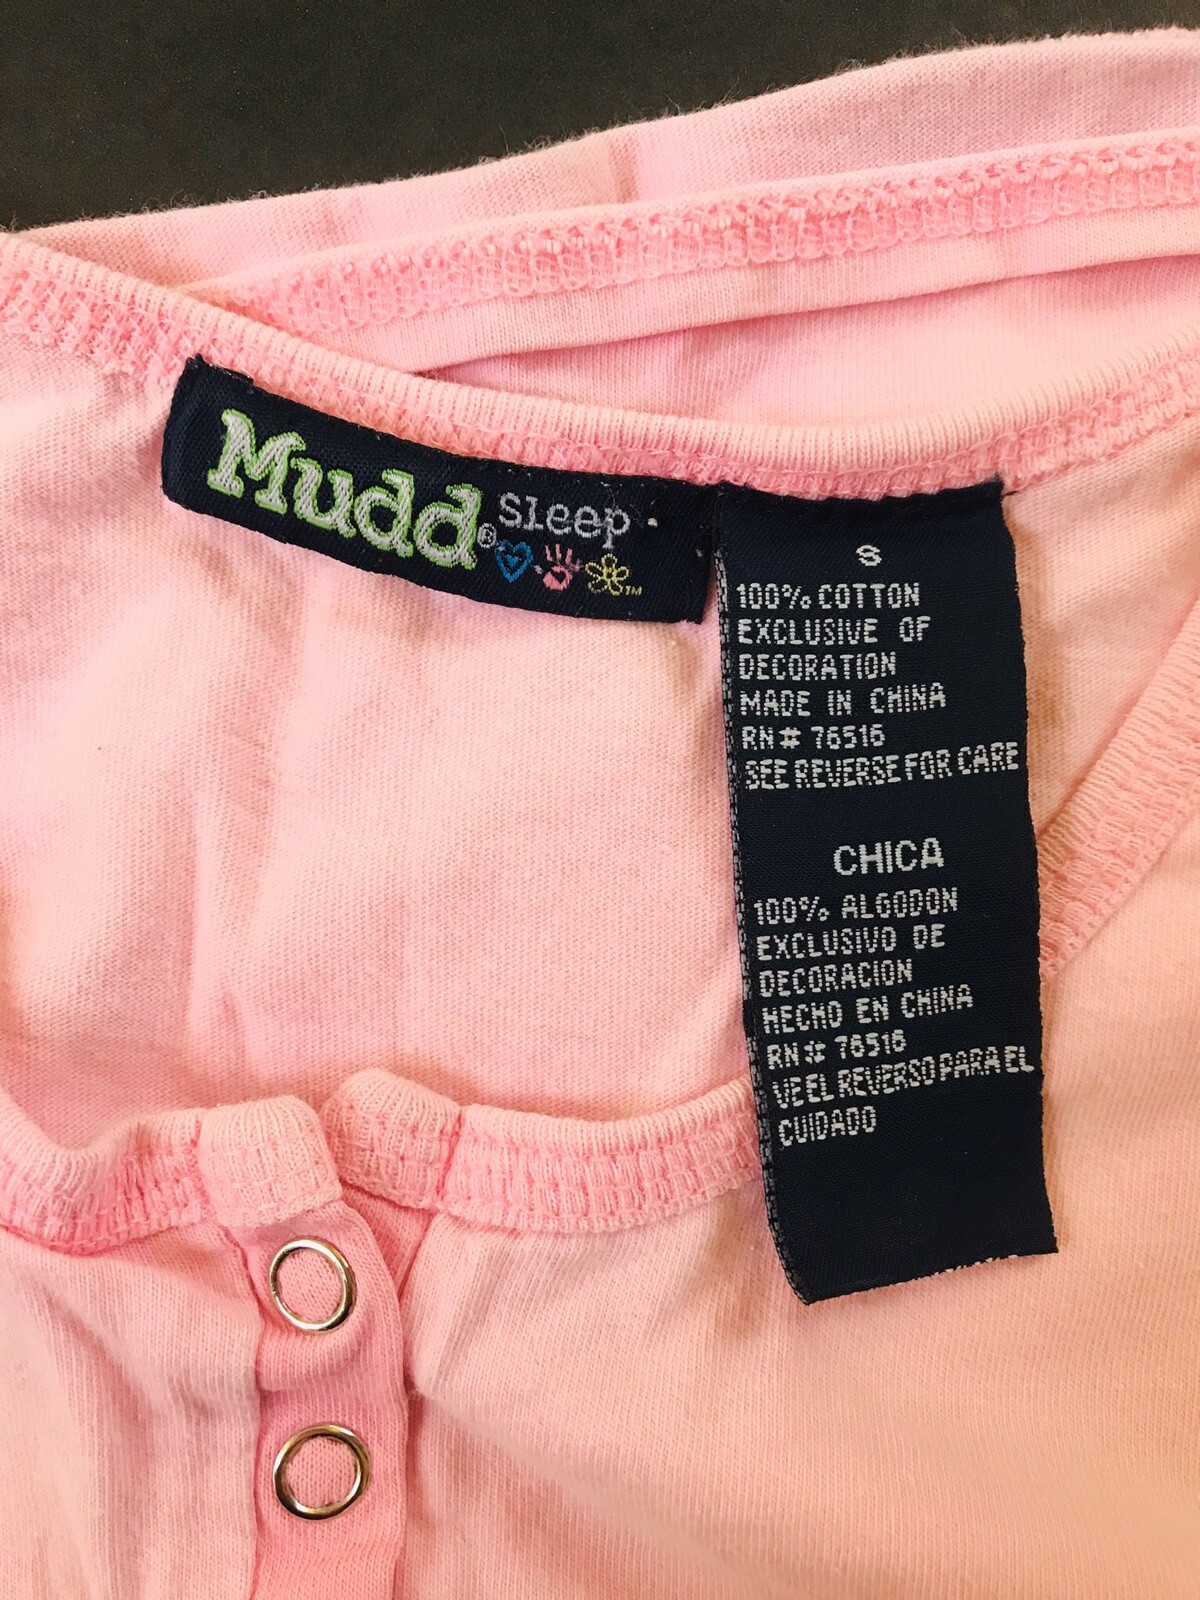 Mudd® Sleep
TM
S
100% COTTON
EXCLUSIVE OF
DECORATION
MADE IN CHINA
RN# 76516
SEE REVERSE FOR CARE
CHICA
100% ALGODON
EXCLUSIVO DE
DECORACION
HECHO EN CHINA
RN# 76516
VE EL REVERSO PARA EL
CUIDADO